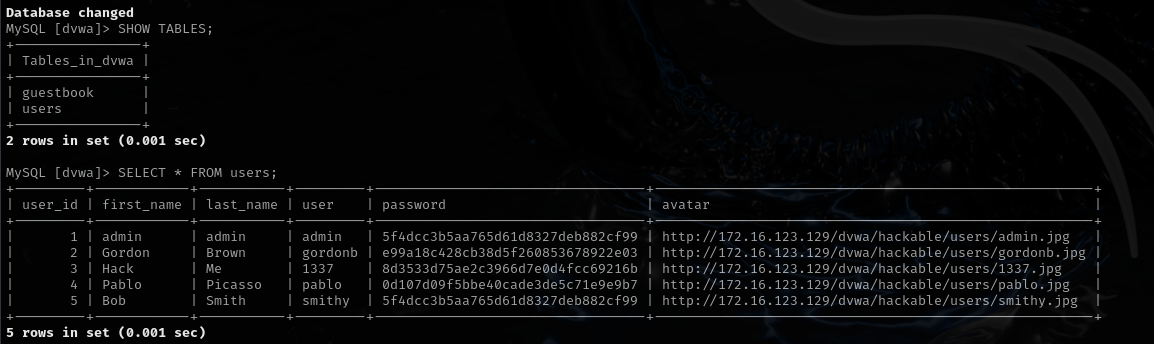 Database changed
MySQL [dvwa]> SHOW TABLES;
+----------------+
| Tables_in_dvwa |
+----------------+
| guestbook      |
| users          |
+----------------+
2 rows in set (0.001 sec)

MySQL [dvwa]> SELECT * FROM users;
+---------+------------+-----------+---------+----------------------------------+------------------------------------------------------+
| user_id | first_name | last_name | user    | password                         | avatar                                               |
+---------+------------+-----------+---------+----------------------------------+------------------------------------------------------+
|       1 | admin      | admin     | admin   | 5f4dcc3b5aa765d61d8327deb882cf99 | http://172.16.123.129/dvwa/hackable/users/admin.jpg   |
|       2 | Gordon     | Brown     | gordonb | e99a18c428cb38d5f260853678922e03 | http://172.16.123.129/dvwa/hackable/users/gordonb.jpg |
|       3 | Hack       | Me        | 1337    | 8d3533d75ae2c3966d7e0d4fcc69216b | http://172.16.123.129/dvwa/hackable/users/1337.jpg    |
|       4 | Pablo      | Picasso   | pablo   | 0d107d09f5bbe40cade3de5c71e9e9b7 | http://172.16.123.129/dvwa/hackable/users/pablo.jpg   |
|       5 | Bob        | Smith     | smithy  | 5f4dcc3b5aa765d61d8327deb882cf99 | http://172.16.123.129/dvwa/hackable/users/smithy.jpg  |
+---------+------------+-----------+---------+----------------------------------+------------------------------------------------------+
5 rows in set (0.001 sec)